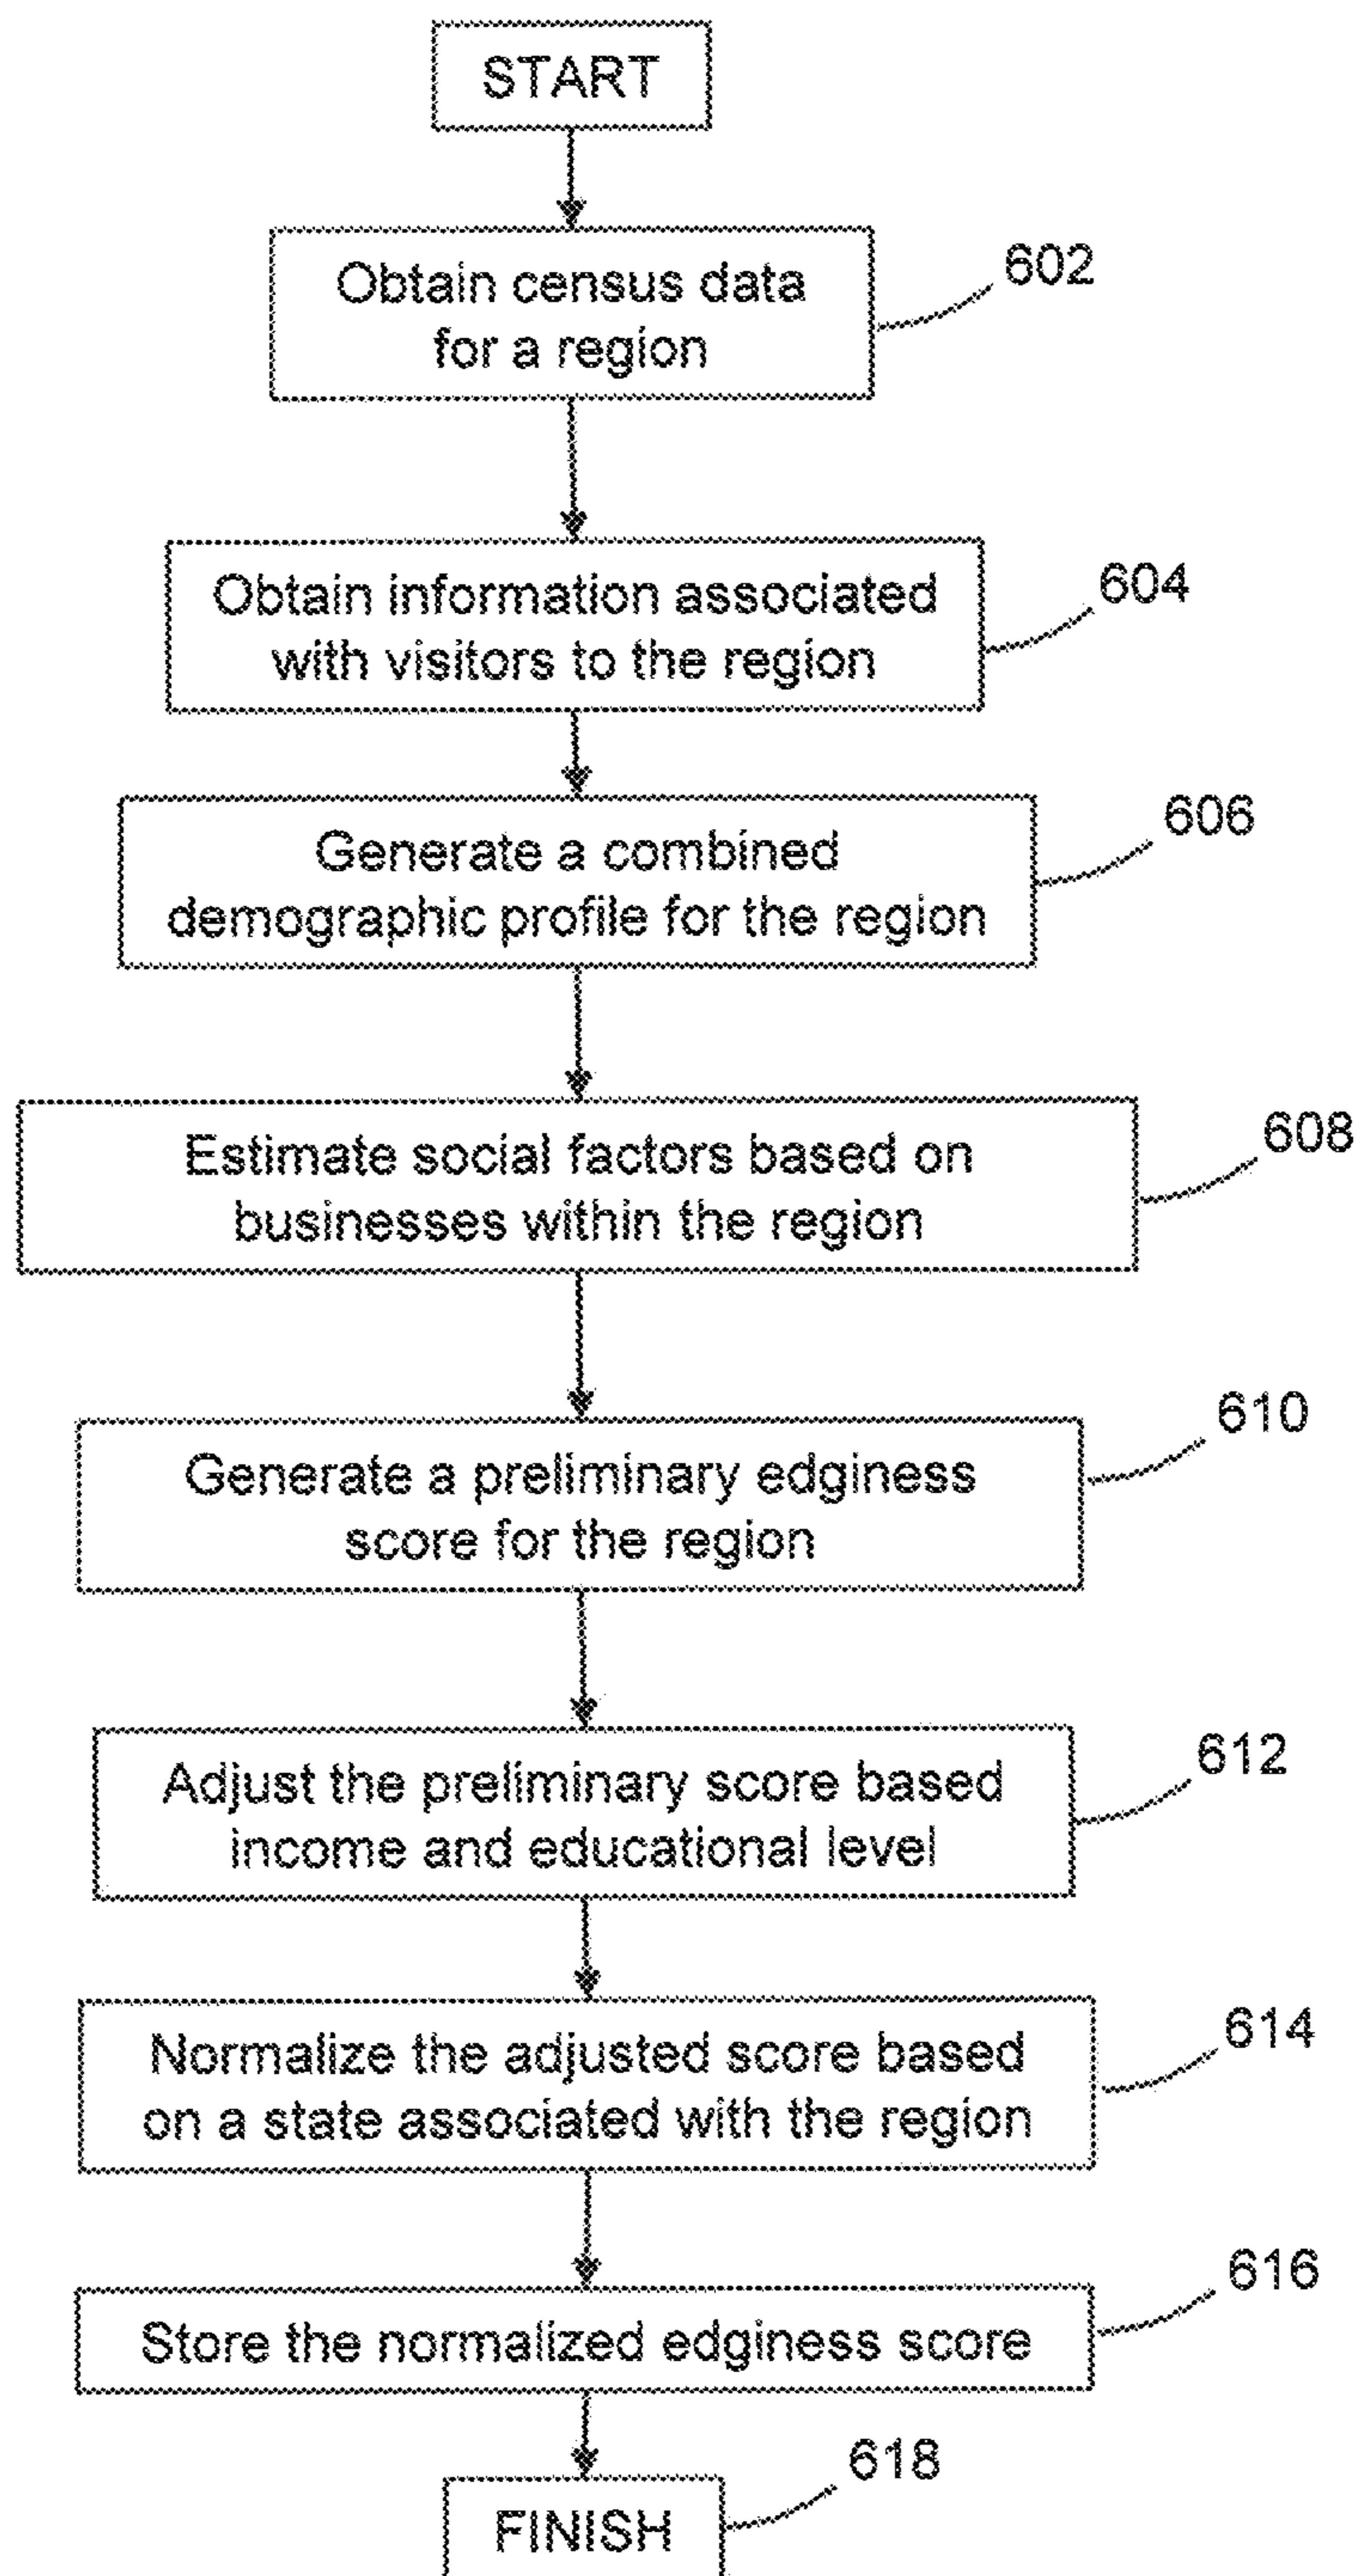 START
Obtain census data
for a region
602
Obtain information associated
with visitors to the region
604
Generate a combined
demographic profile for the region
606
Estimate social factors based on
businesses within the region
608
Generate a preliminary edginess
score for the region
610
Adjust the preliminary score based
income and educational level
612
Normalize the adjusted score based
on a state associated with the region
614
Store the normalized edginess score
616
FINISH
618